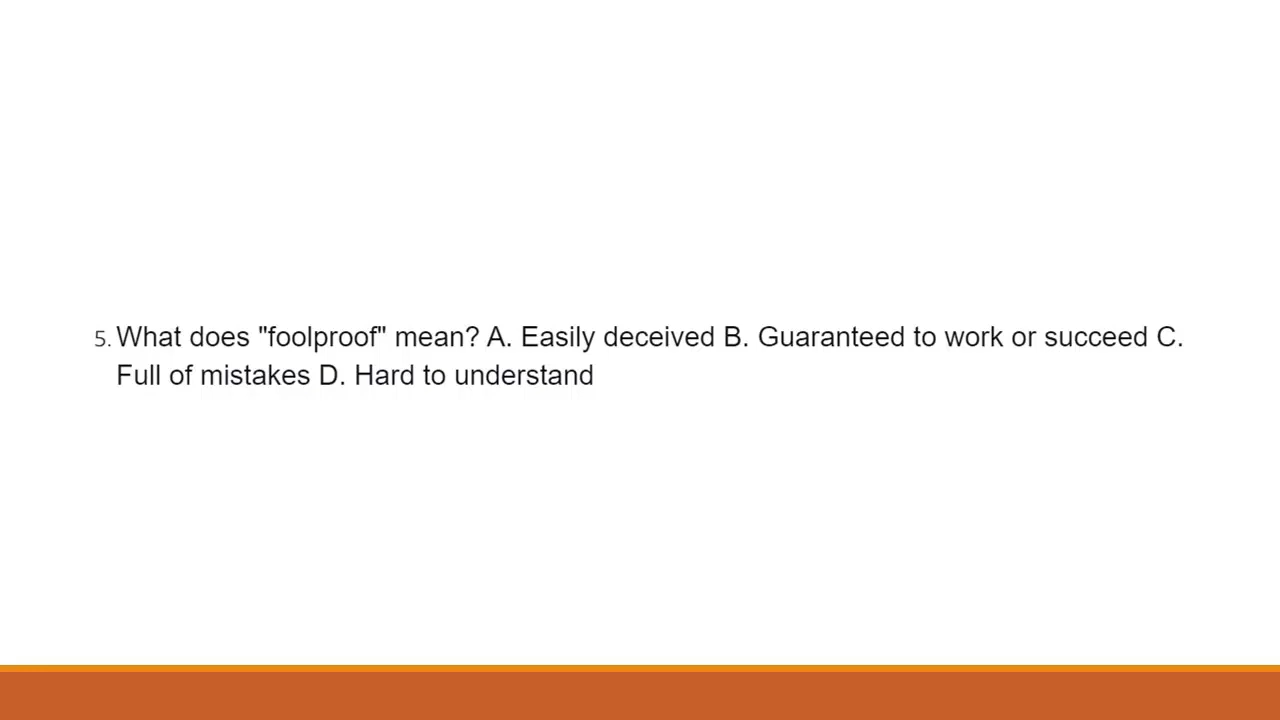 5. What does "foolproof" mean? A. Easily deceived B. Guaranteed to work or succeed C.
Full of mistakes D. Hard to understand